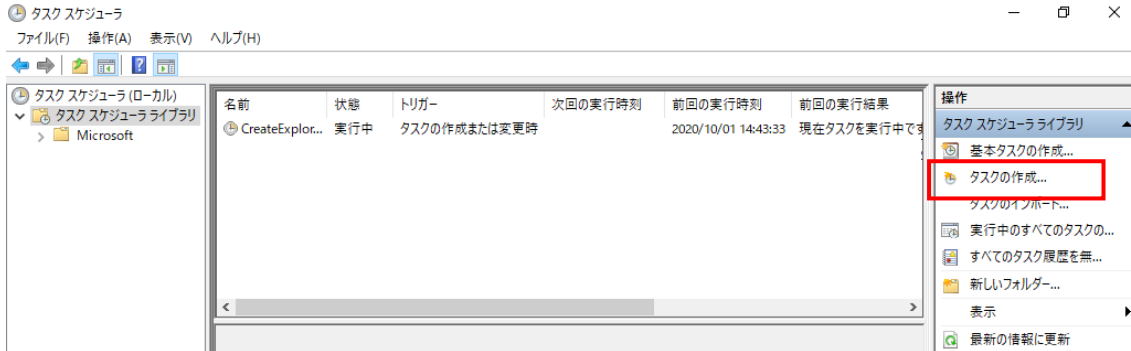 タスク スケジューラ
ファイル(F) 操作(A) 表示(V) ヘルプ(H)
タスク スケジューラ (ローカル)
タスク スケジューラ ライブラリ
Microsoft
名前 状態 トリガー 次回の実行時刻 前回の実行時刻 前回の実行結果
CreateExplor... 実行中 タスクの作成または変更時 2020/10/01 14:43:33 現在タスクを実行中です
操作
タスク スケジューラ ライブラリ
基本タスクの作成...
タスクの作成...
タスクのインポート...
実行中のすべてのタスクの...
すべてのタスク履歴を無...
新しいフォルダー...
表示
最新の情報に更新